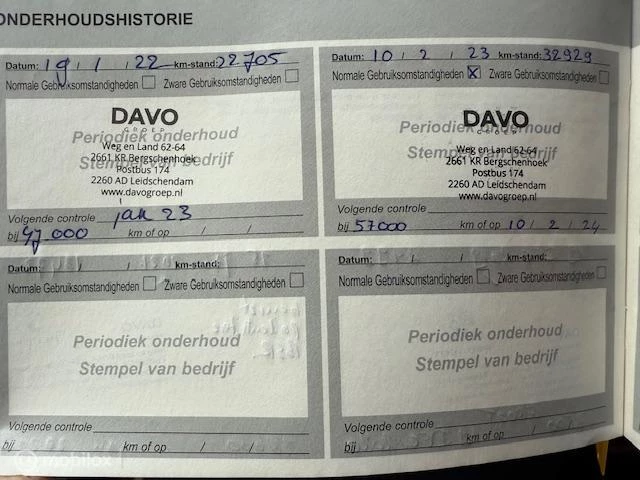 ONDERHOUDSHISTORIE
Datum: 19 / 1 / 22 km-stand: 22705
Normale Gebruiksomstandigheden Zware Gebruiksomstandigheden
DAVO
GROEP
Periodiek onderhoud
Weg en Land 62-64
2661 KR Bergschenhoek
Stempel van bedrijf
Postbus 174
2260 AD Leidschendam
www.davogroep.nl
Volgende controle jan 23
bij 47.000 km of op / /
Datum: 10 / 2 / 23 km-stand: 32929
Normale Gebruiksomstandigheden X Zware Gebruiksomstandigheden
DAVO
GROEP
Periodiek onderhoud
Weg en Land 62-64
Stempel van bedrijf
2661 KR Bergschenhoek
Postbus 174
2260 AD Leidschendam
www.davogroep.nl
Volgende controle
bij 57000 km of op 10 / 2 / 24
Datum: / / km-stand:
Normale Gebruiksomstandigheden Zware Gebruiksomstandigheden
Periodiek onderhoud
Stempel van bedrijf
Volgende controle
bij km of op / /
Datum: / / km-stand:
Normale Gebruiksomstandigheden Zware Gebruiksomstandigheden
Periodiek onderhoud
Stempel van bedrijf
Volgende controle
bij km of op / /
mobilox